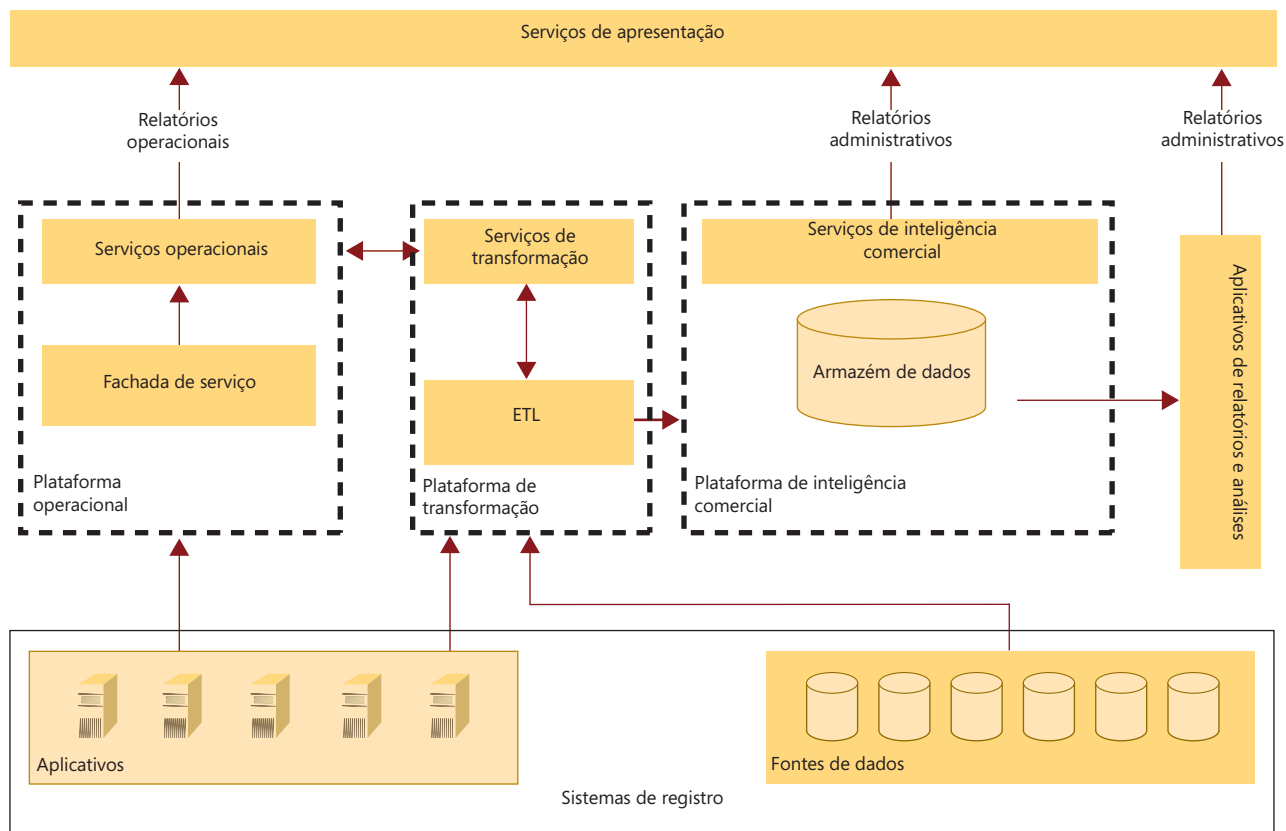 Serviços de apresentação
Relatórios
operacionais
Relatórios
administrativos
Relatórios
administrativos
Serviços operacionais
Fachada de serviço
Plataforma
operacional
Serviços de
transformação
ETL
Plataforma de
transformação
Serviços de inteligência
comercial
Armazém de dados
Plataforma de inteligência
comercial
Aplicativos de relatórios e análises
Aplicativos
Fontes de dados
Sistemas de registro